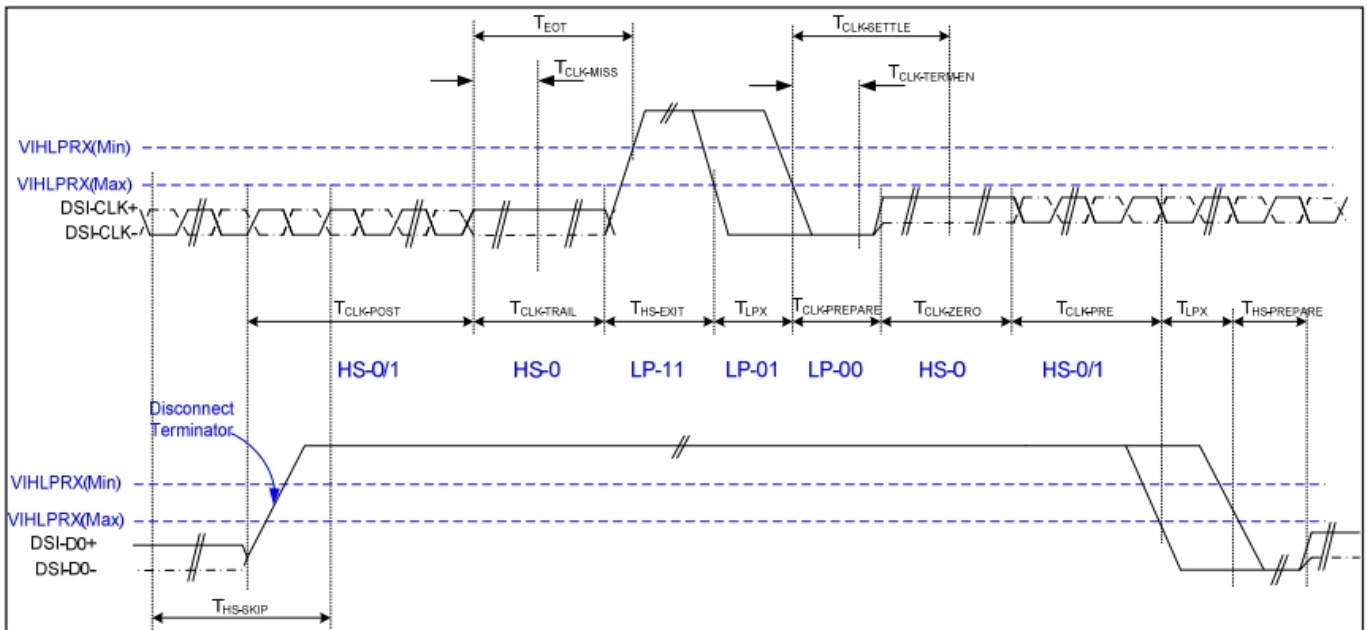 TEOT
TCLK-SETTLE
TCLK-MISS
TCLK-TERM-EN
VIHLPRX(Min)
VIHLPRX(Max)
DSI-CLK+
DSI-CLK-
TCLK-POST
TCLK-TRAIL
THS-EXIT
TLPX
TCLK-PREPARE
TCLK-ZERO
TCLK-PRE
TLPX
THS-PREPARE
HS-0/1
HS-0
LP-11
LP-01
LP-00
HS-0
HS-0/1
Disconnect
Terminator
VIHLPRX(Min)
VIHLPRX(Max)
DSI-D0+
DSI-D0-
THS-SKIP